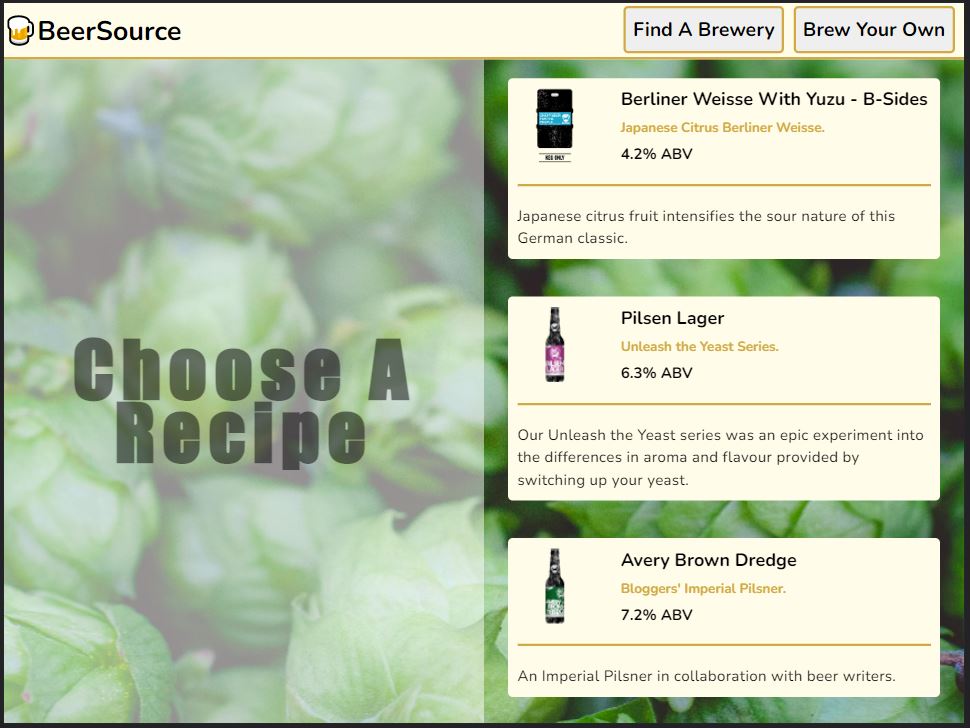 BeerSource
Find A Brewery
Brew Your Own
Choose A
Recipe
Berliner Weisse With Yuzu - B-Sides
Japanese Citrus Berliner Weisse.
4.2% ABV
KEG ONLY
Japanese citrus fruit intensifies the sour nature of this
German classic.
Pilsen Lager
Unleash the Yeast Series.
6.3% ABV
Our Unleash the Yeast series was an epic experiment into
the differences in aroma and flavour provided by
switching up your yeast.
Avery Brown Dredge
Bloggers' Imperial Pilsner.
7.2% ABV
An Imperial Pilsner in collaboration with beer writers.